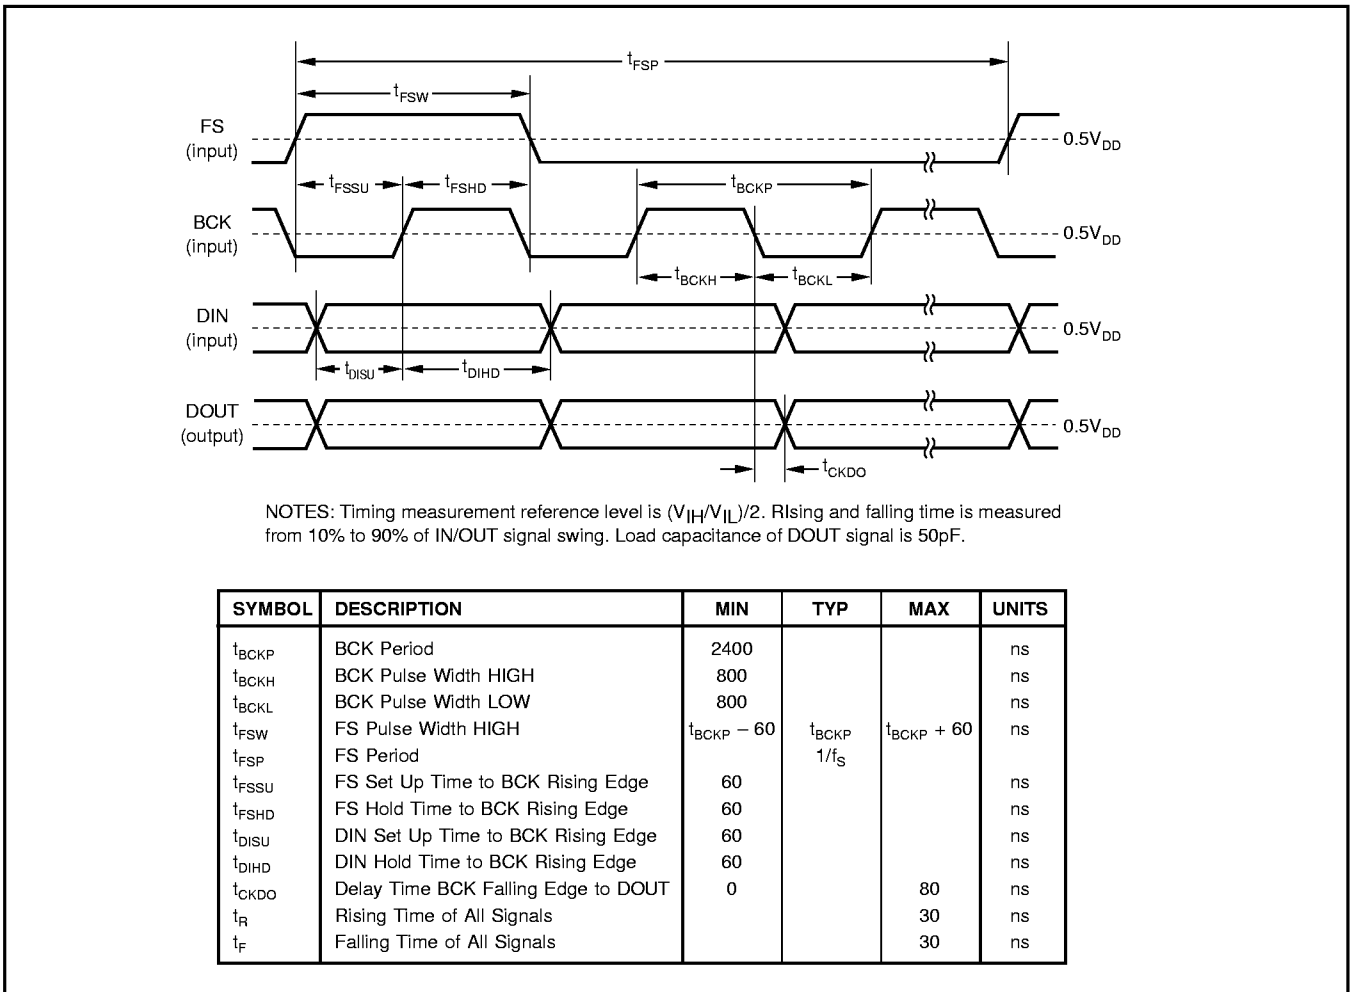 tFSP
tFSW
FS
(input)
0.5VDD
tFSSU
tFSHD
tBCKP
BCK
(input)
0.5VDD
tBCKH
tBCKL
DIN
(input)
0.5VDD
tDISU
tDIHD
DOUT
(output)
0.5VDD
tCKDO
NOTES: Timing measurement reference level is (VIH/VIL)/2. RIsing and falling time is measured
from 10% to 90% of IN/OUT signal swing. Load capacitance of DOUT signal is 50pF.
SYMBOL DESCRIPTION MIN TYP MAX UNITS
tBCKP BCK Period 2400 ns
tBCKH BCK Pulse Width HIGH 800 ns
tBCKL BCK Pulse Width LOW 800 ns
tFSW FS Pulse Width HIGH tBCKP – 60 tBCKP tBCKP + 60 ns
tFSP FS Period 1/fS
tFSSU FS Set Up Time to BCK Rising Edge 60 ns
tFSHD FS Hold Time to BCK Rising Edge 60 ns
tDISU DIN Set Up Time to BCK Rising Edge 60 ns
tDIHD DIN Hold Time to BCK Rising Edge 60 ns
tCKDO Delay Time BCK Falling Edge to DOUT 0 80 ns
tR Rising Time of All Signals 30 ns
tF Falling Time of All Signals 30 ns